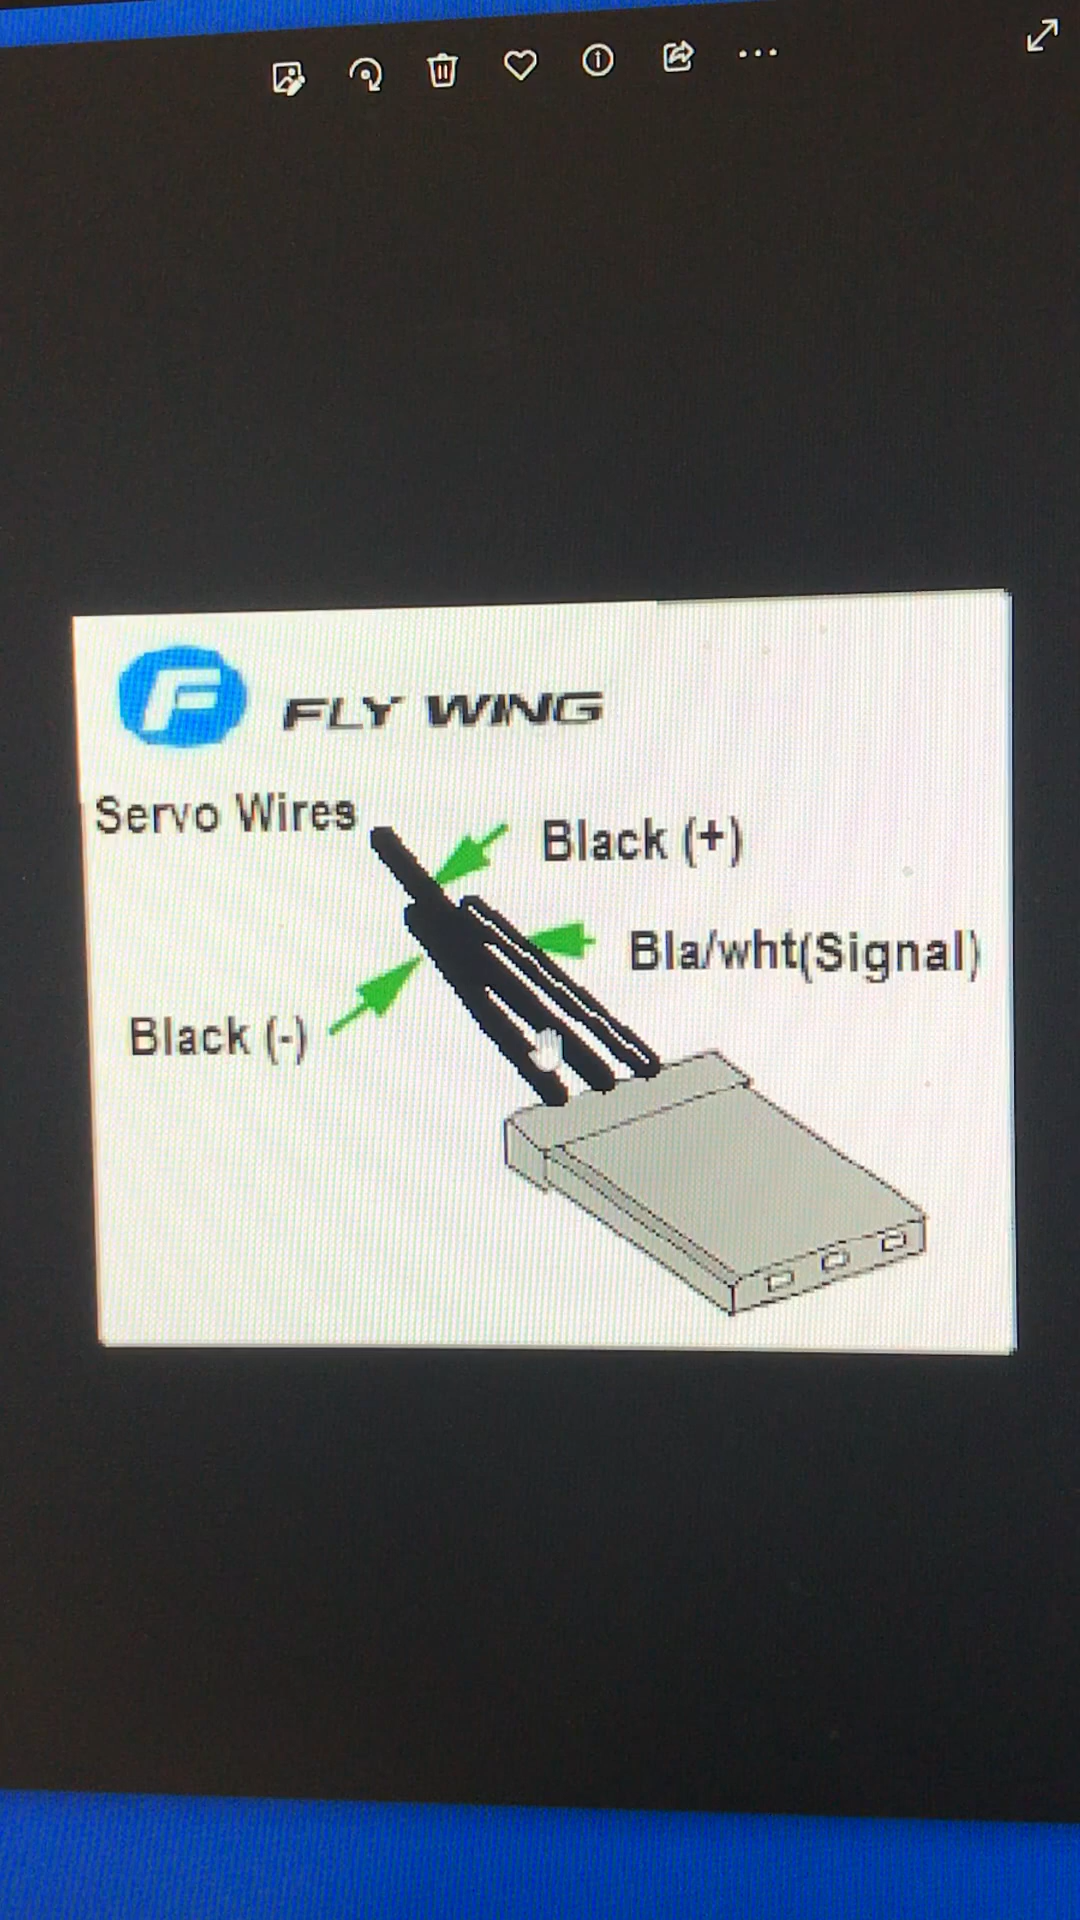 FLY WING
Servo Wires
Black (+)
Bla/wht(Signal)
Black (-)